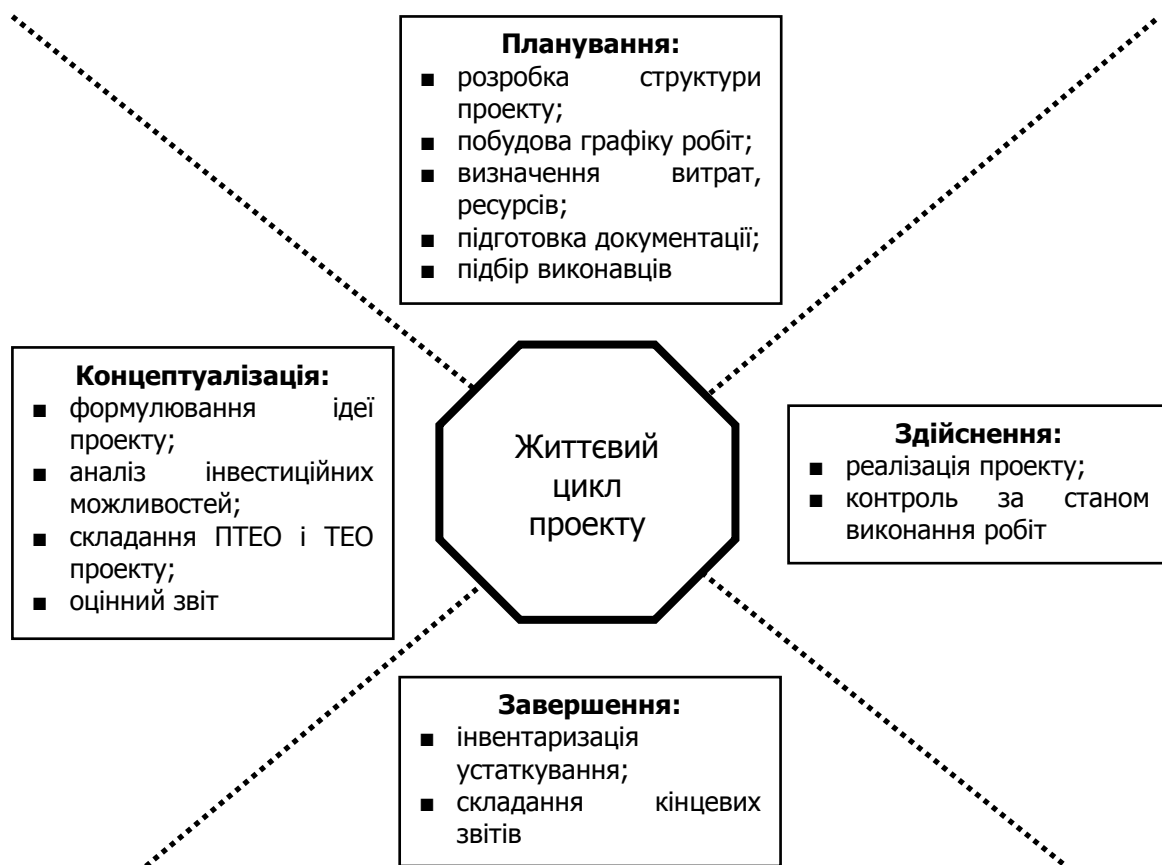 Планування:
■ розробка структури
проекту;
■ побудова графіку робіт;
■ визначення витрат,
ресурсів;
■ підготовка документації;
■ підбір виконавців
Концептуалізація:
■ формулювання ідеї
проекту;
■ аналіз інвестиційних
можливостей;
■ складання ПТЕО і ТЕО
проекту;
■ оцінний звіт
Життєвий
цикл
проекту
Здійснення:
■ реалізація проекту;
■ контроль за станом
виконання робіт
Завершення:
■ інвентаризація
устаткування;
■ складання кінцевих
звітів